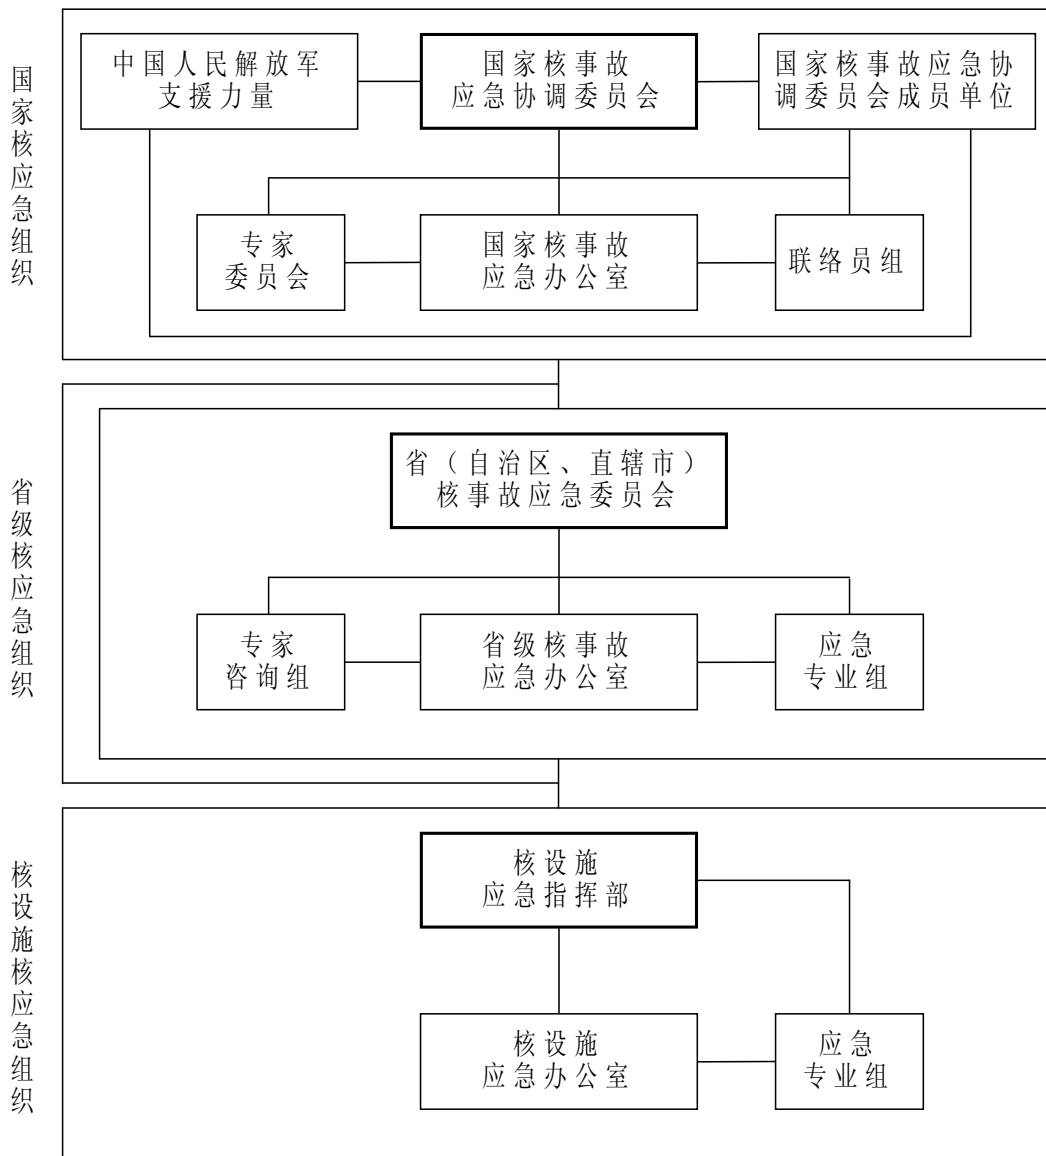 国家核应急组织
中国人民解放军
支援力量
国家核事故
应急协调委员会
国家核事故应急协
调委员会成员单位
专家
委员会
国家核事故
应急办公室
联络员组
省级核应急组织
省（自治区、直辖市）
核事故应急委员会
专家
咨询组
省级核事故
应急办公室
应急
专业组
核设施核应急组织
核设施
应急指挥部
核设施
应急办公室
应急
专业组